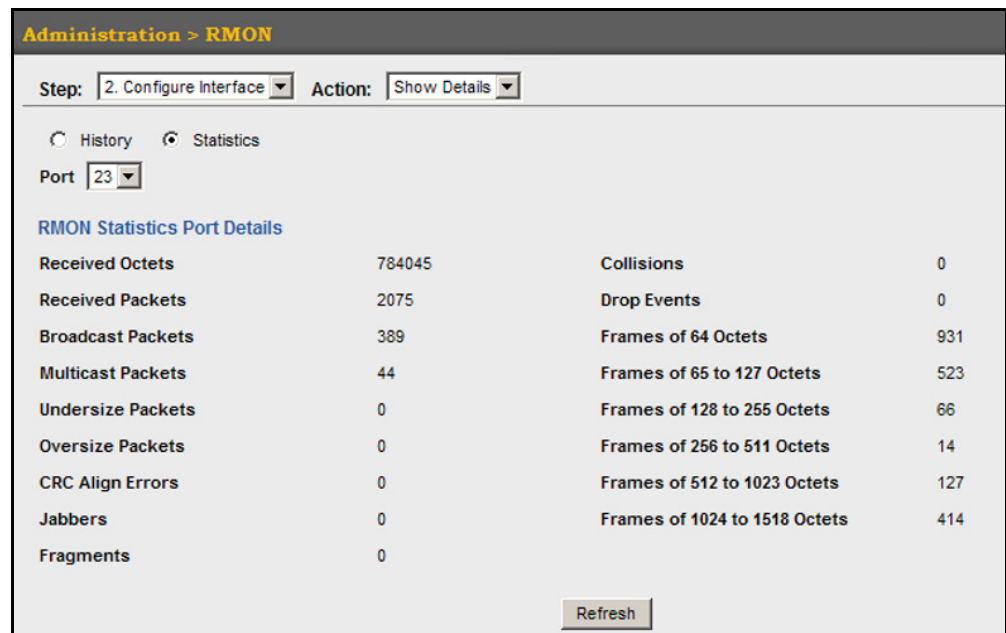 Administration > RMON
Step: 2. Configure Interface Action: Show Details
History Statistics
Port 23
RMON Statistics Port Details
Received Octets 784045 Collisions 0
Received Packets 2075 Drop Events 0
Broadcast Packets 389 Frames of 64 Octets 931
Multicast Packets 44 Frames of 65 to 127 Octets 523
Undersize Packets 0 Frames of 128 to 255 Octets 66
Oversize Packets 0 Frames of 256 to 511 Octets 14
CRC Align Errors 0 Frames of 512 to 1023 Octets 127
Jabbers 0 Frames of 1024 to 1518 Octets 414
Fragments 0
Refresh